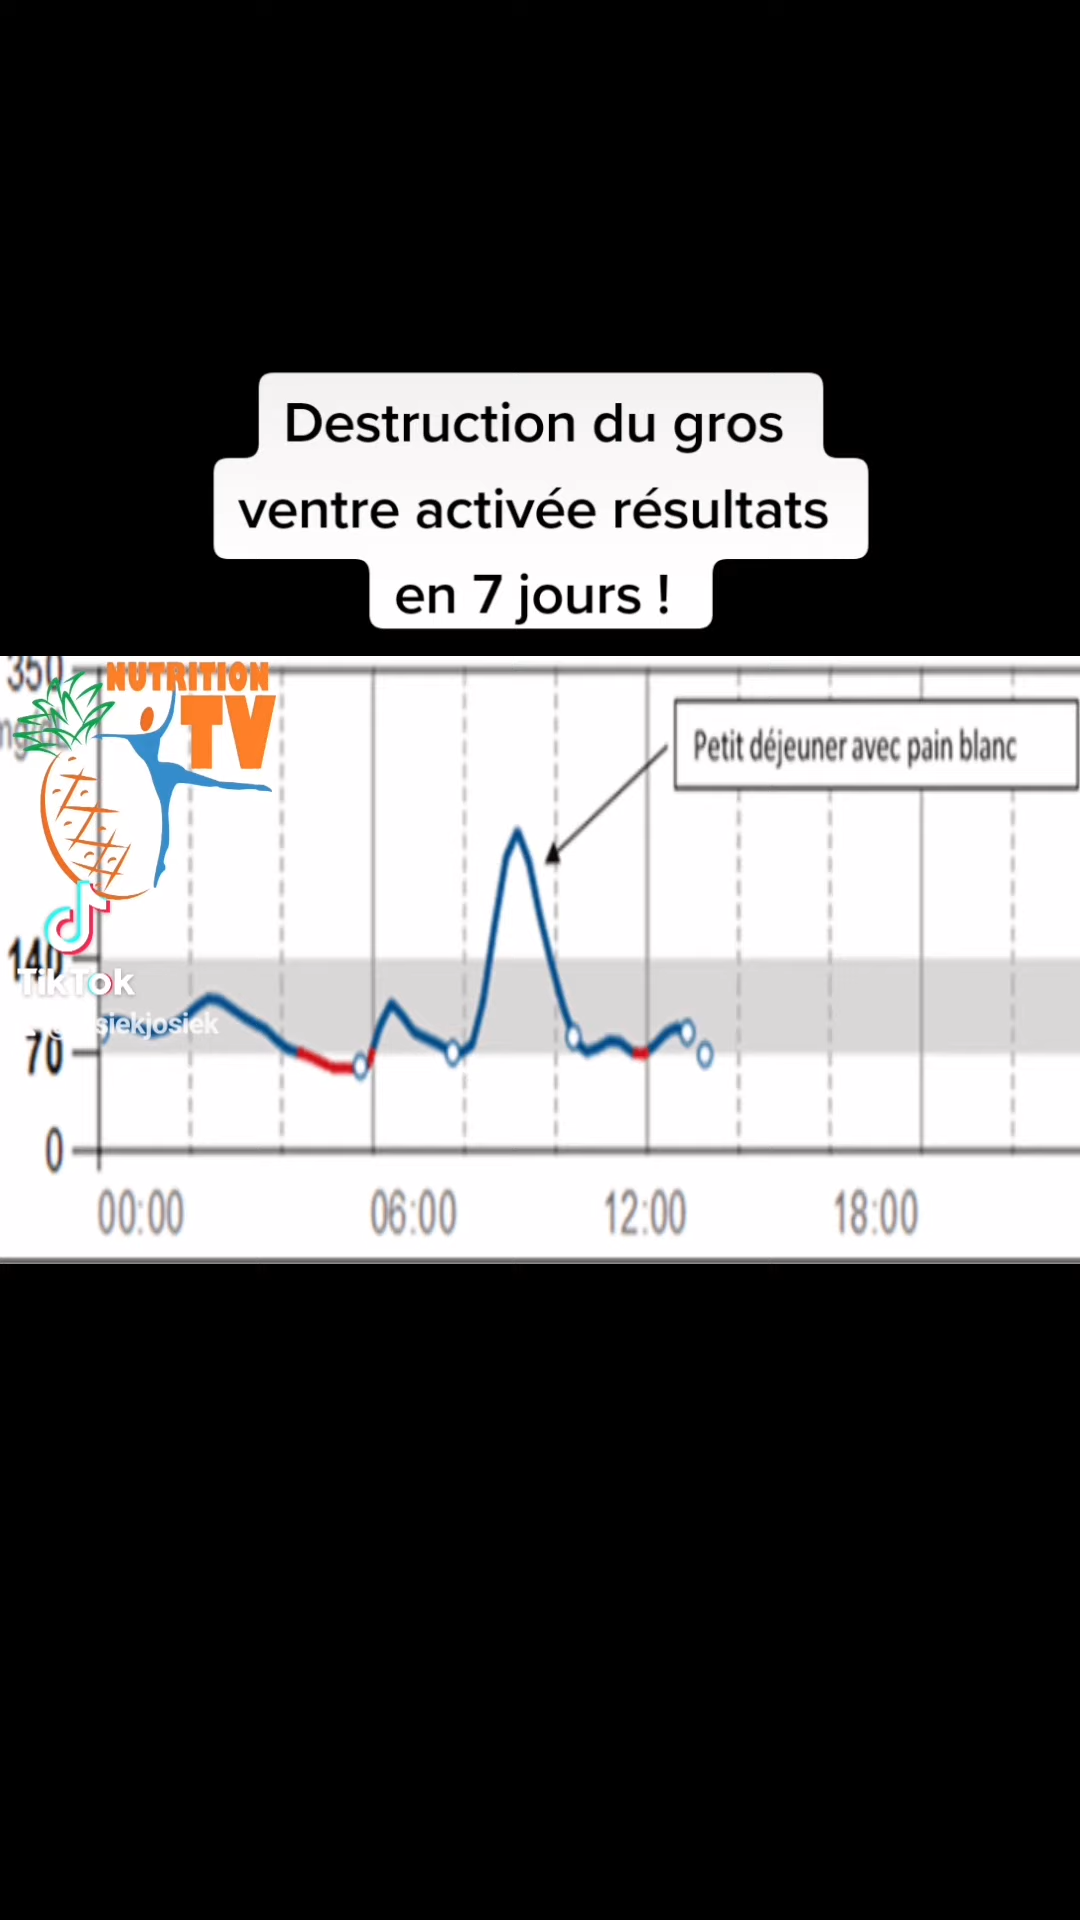 Destruction du gros
ventre activée résultats
en 7 jours !
350
NUTRITION
TV
Petit déjeuner avec pain blanc
140
TikTok
70
0
00:00
06:00
12:00
18:00